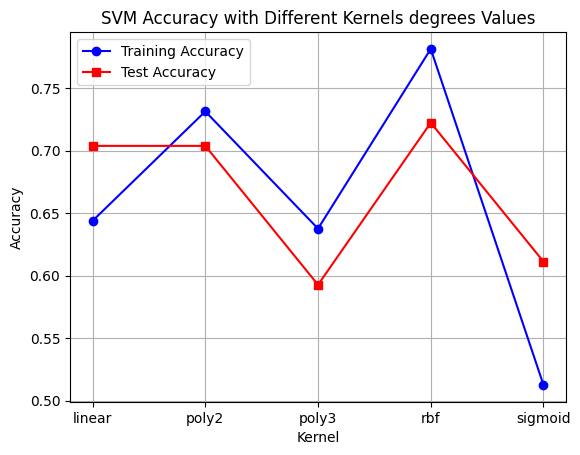 SVM Accuracy with Different Kernels degrees Values
Training Accuracy
Test Accuracy
Accuracy
0.75
0.70
0.65
0.60
0.55
0.50
linear poly2 poly3 rbf sigmoid
Kernel